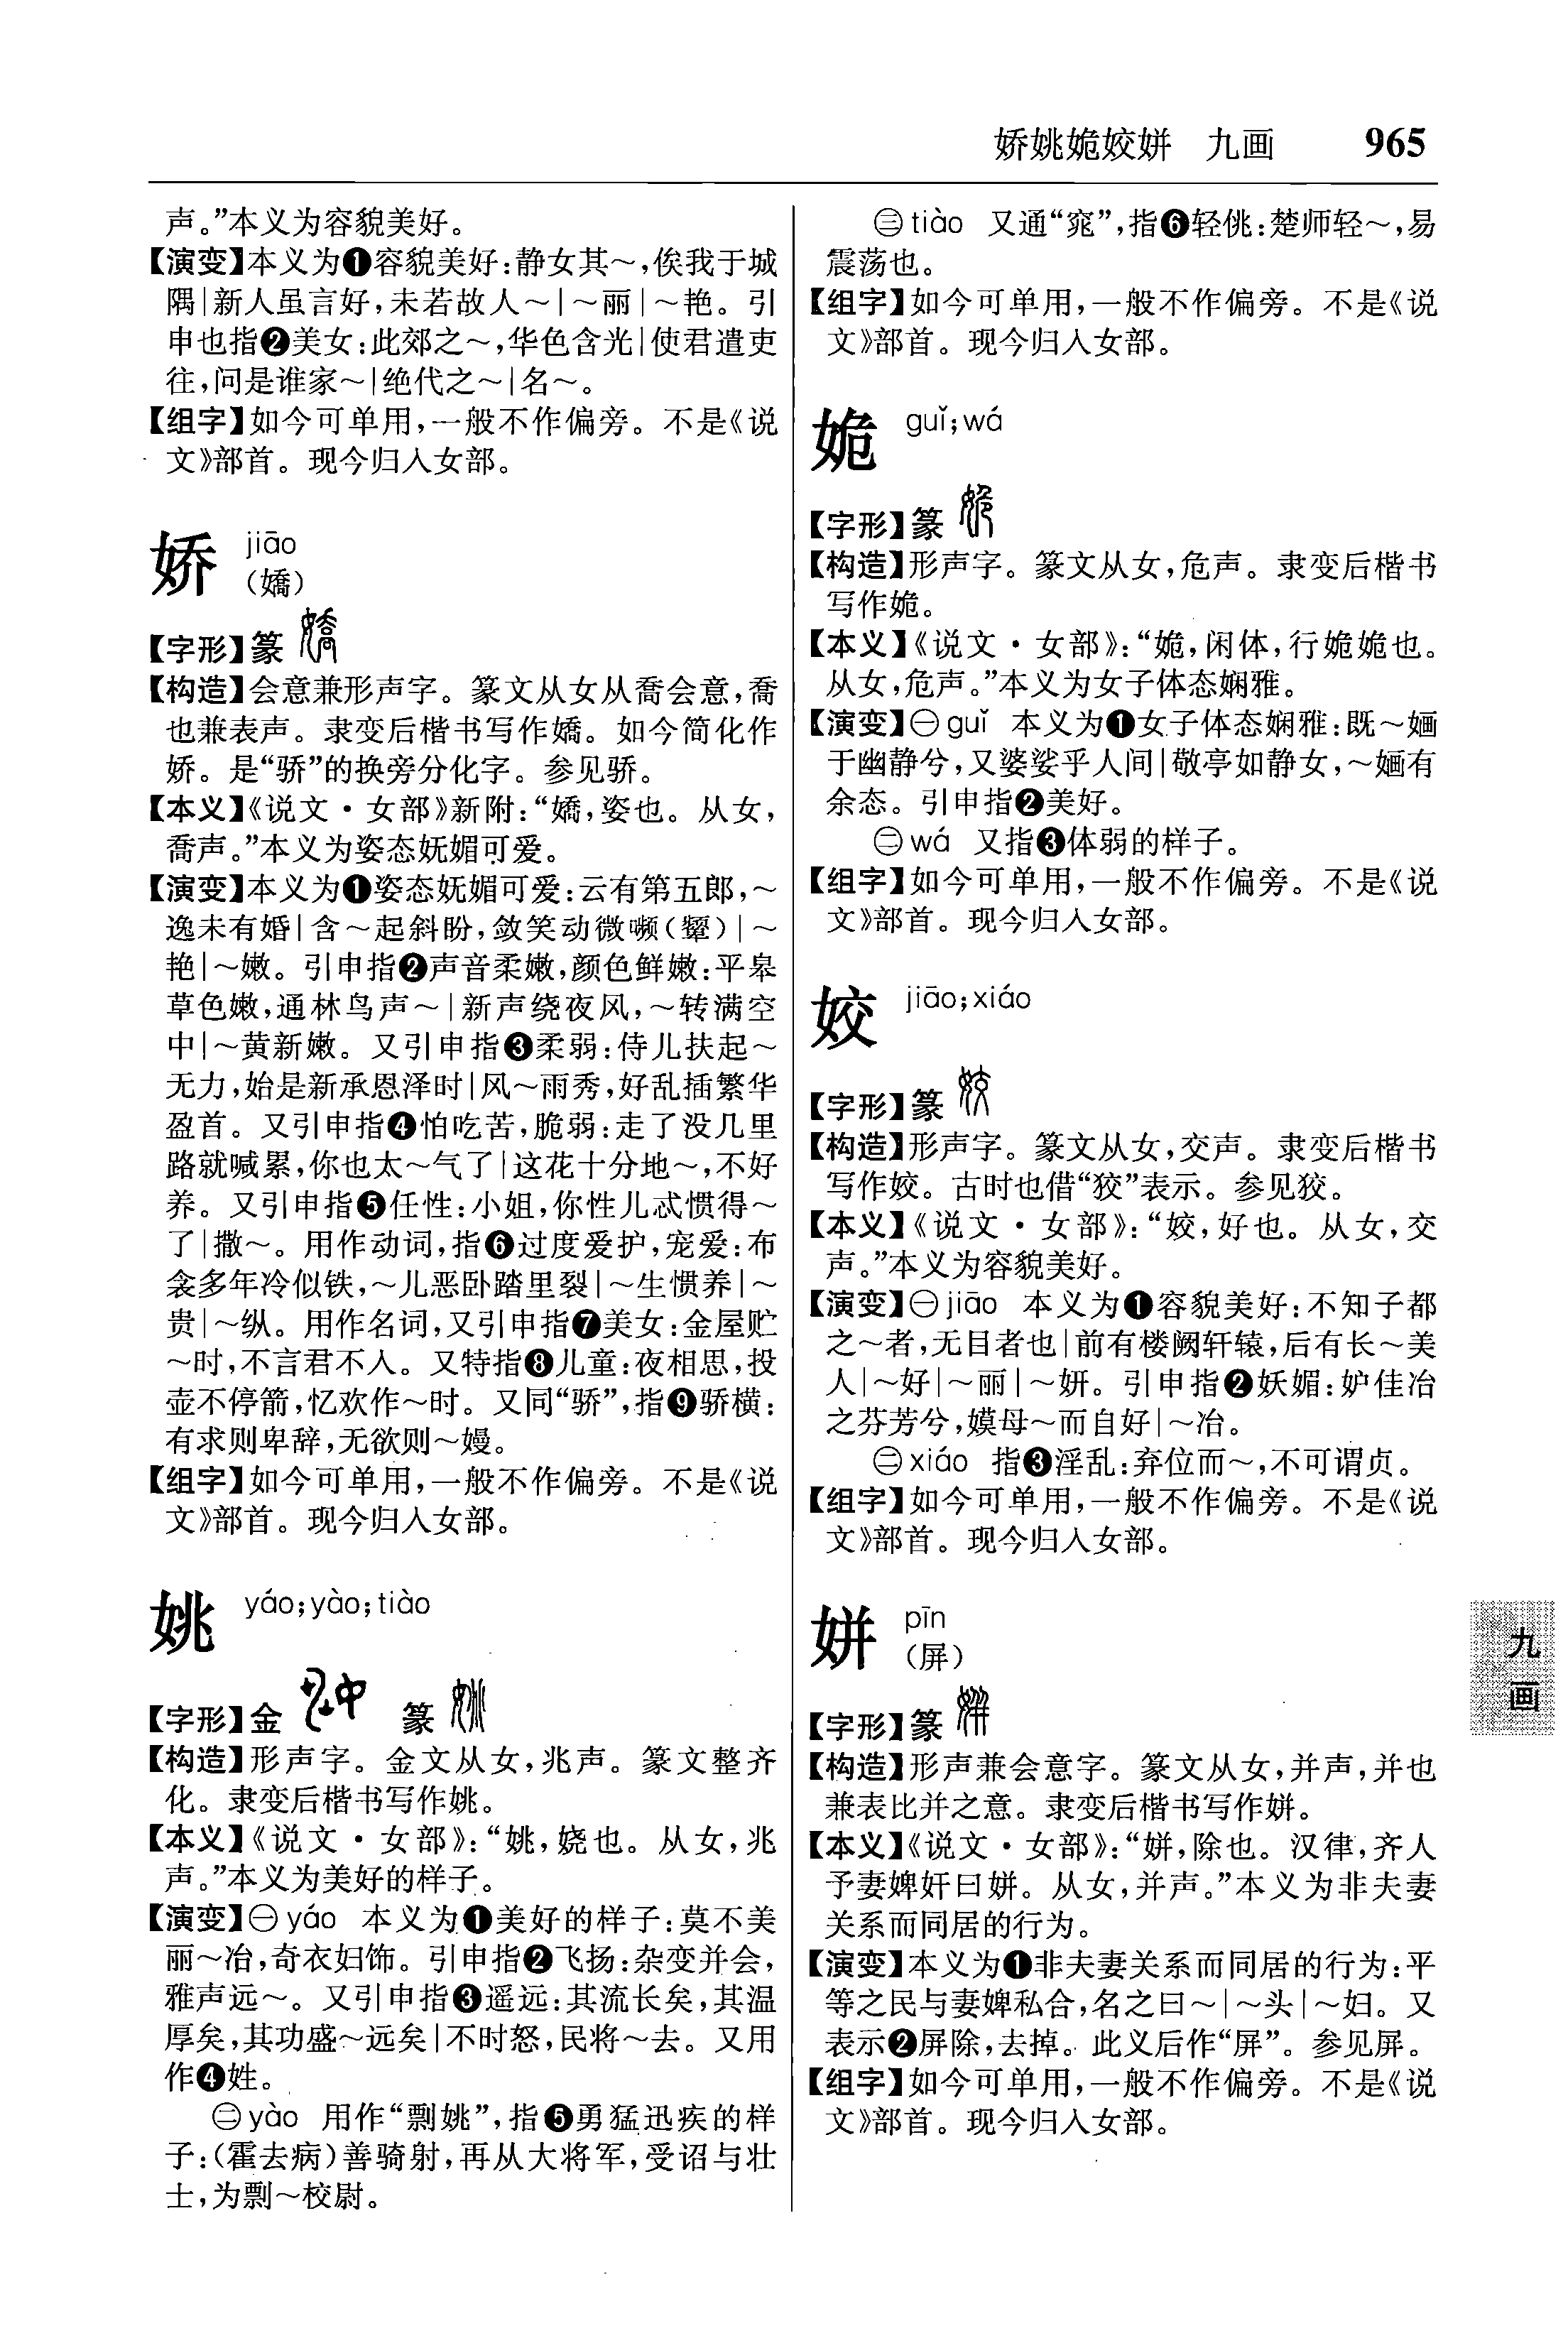 娇姚姽姣姘 九画 965
声。”本义为容貌美好。
【演变】本义为❶容貌美好:静女其～,俟我于城
隅|新人虽言好,未若故人～|～丽|～艳。引
申也指❷美女:此郊之～,华色含光|使君遣吏
往,问是谁家～|绝代之～|名～。
【组字】如今可单用,一般不作偏旁。不是《说
文》部首。现今归入女部。
娇 jiāo
(嬌)
【字形】篆
【构造】会意兼形声字。篆文从女从喬会意,喬
也兼表声。隶变后楷书写作嬌。如今简化作
娇。是“骄”的换旁分化字。参见骄。
【本义】《说文·女部》新附:“嬌,姿也。从女,
喬声。”本义为姿态妩媚可爱。
【演变】本义为❶姿态妩媚可爱:云有第五郎,～
逸未有婚|含～起斜盼,敛笑动微嚬(颦)|～
艳|～嫩。引申指❷声音柔嫩,颜色鲜嫩:平皋
草色嫩,通林鸟声～|新声绕夜风,～转满空
中|～黄新嫩。又引申指❸柔弱:侍儿扶起～
无力,始是新承恩泽时|风～雨秀,好乱插繁华
盈首。又引申指❹怕吃苦,脆弱:走了没几里
路就喊累,你也太～气了|这花十分地～,不好
养。又引申指❺任性:小姐,你性儿忒惯得～
了|撒～。用作动词,指❻过度爱护,宠爱:布
衾多年冷似铁,～儿恶卧踏里裂|～生惯养|～
贵|～纵。用作名词,又引申指❼美女:金屋贮
～时,不言君不入。又特指❽儿童:夜相思,投
壶不停箭,忆欢作～时。又同“骄”,指❾骄横:
有求则卑辞,无欲则～嫚。
【组字】如今可单用,一般不作偏旁。不是《说
文》部首。现今归入女部。
姚 yáo;yào;tiào
【字形】金 篆
【构造】形声字。金文从女,兆声。篆文整齐
化。隶变后楷书写作姚。
【本义】《说文·女部》:“姚,娆也。从女,兆
声。”本义为美好的样子。
【演变】㊀yáo 本义为❶美好的样子:莫不美
丽～冶,奇衣妇饰。引申指❷飞扬:杂变并会,
雅声远～。又引申指❸遥远:其流长矣,其温
厚矣,其功盛～远矣|不时怒,民将～去。又用
作❹姓。
㊁yào 用作“剽姚”,指❺勇猛迅疾的样
子:(霍去病)善骑射,再从大将军,受诏与壮
士,为剽～校尉。
㊂tiào 又通“窕”,指❻轻佻:楚师轻～,易
震荡也。
【组字】如今可单用,一般不作偏旁。不是《说
文》部首。现今归入女部。
姽 guǐ;wá
【字形】篆
【构造】形声字。篆文从女,危声。隶变后楷书
写作姽。
【本义】《说文·女部》:“姽,闲体,行姽姽也。
从女,危声。”本义为女子体态娴雅。
【演变】㊀guǐ 本义为❶女子体态娴雅:既～婳
于幽静兮,又婆娑乎人间|敬亭如静女,～婳有
余态。引申指❷美好。
㊁wá 又指❸体弱的样子。
【组字】如今可单用,一般不作偏旁。不是《说
文》部首。现今归入女部。
姣 jiāo;xiáo
【字形】篆
【构造】形声字。篆文从女,交声。隶变后楷书
写作姣。古时也借“狡”表示。参见狡。
【本义】《说文·女部》:“姣,好也。从女,交
声。”本义为容貌美好。
【演变】㊀jiāo 本义为❶容貌美好:不知子都
之～者,无目者也|前有楼阙轩辕,后有长～美
人|～好|～丽|～妍。引申指❷妖媚:妒佳冶
之芬芳兮,嫫母～而自好|～冶。
㊁xiáo 指❸淫乱:弃位而～,不可谓贞。
【组字】如今可单用,一般不作偏旁。不是《说
文》部首。现今归入女部。
姘 pīn
(屏)
【字形】篆
【构造】形声兼会意字。篆文从女,并声,并也
兼表比并之意。隶变后楷书写作姘。
【本义】《说文·女部》:“姘,除也。汉律,齐人
予妻婢奸曰姘。从女,并声。”本义为非夫妻
关系而同居的行为。
【演变】本义为❶非夫妻关系而同居的行为:平
等之民与妻婢私合,名之曰～|～头|～妇。又
表示❷屏除,去掉。此义后作“屏”。参见屏。
【组字】如今可单用,一般不作偏旁。不是《说
文》部首。现今归入女部。
九
画